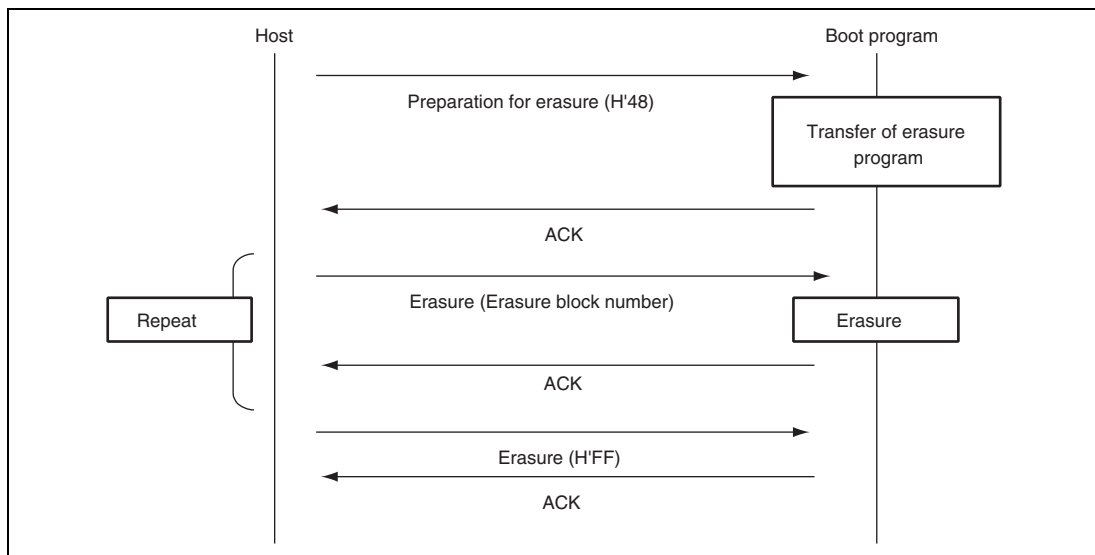 Host
Boot program
Preparation for erasure (H'48)
Transfer of erasure
program
ACK
Erasure (Erasure block number)
Repeat
Erasure
ACK
Erasure (H'FF)
ACK